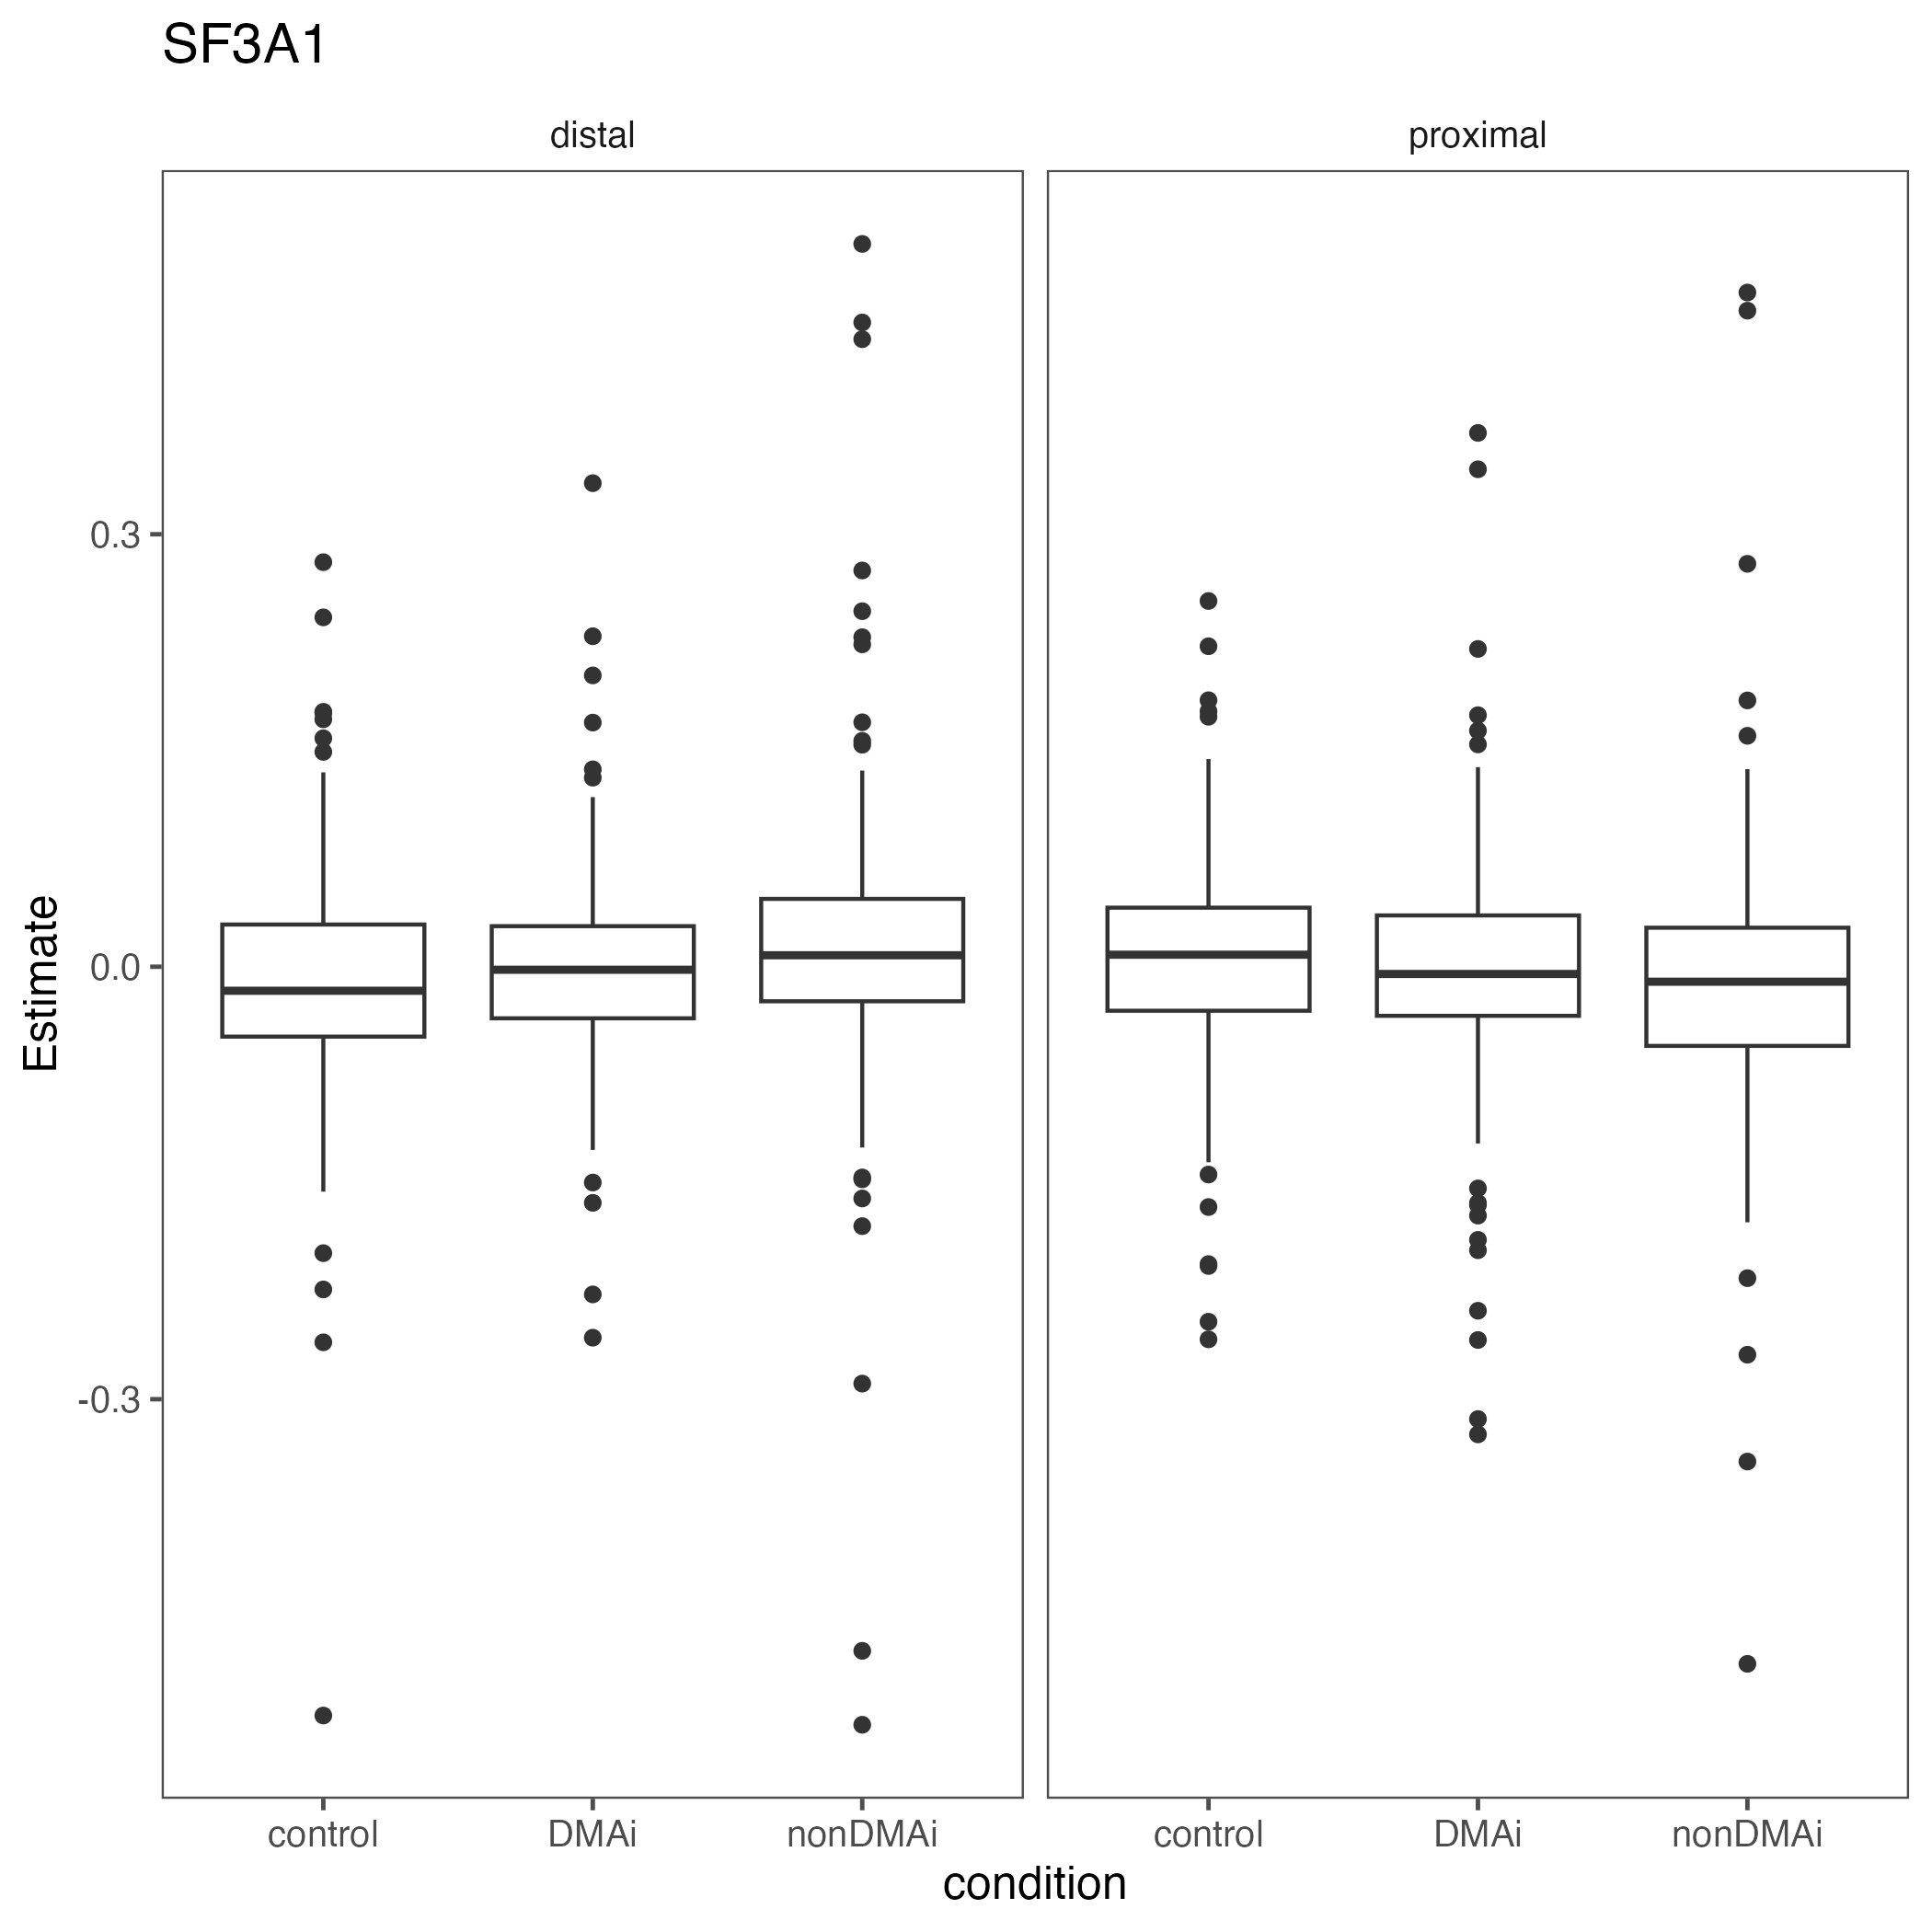 SF3A1
distal
proximal
Estimate
0.3
0.0
-0.3
control DMAi nonDMAi
control DMAi nonDMAi
condition